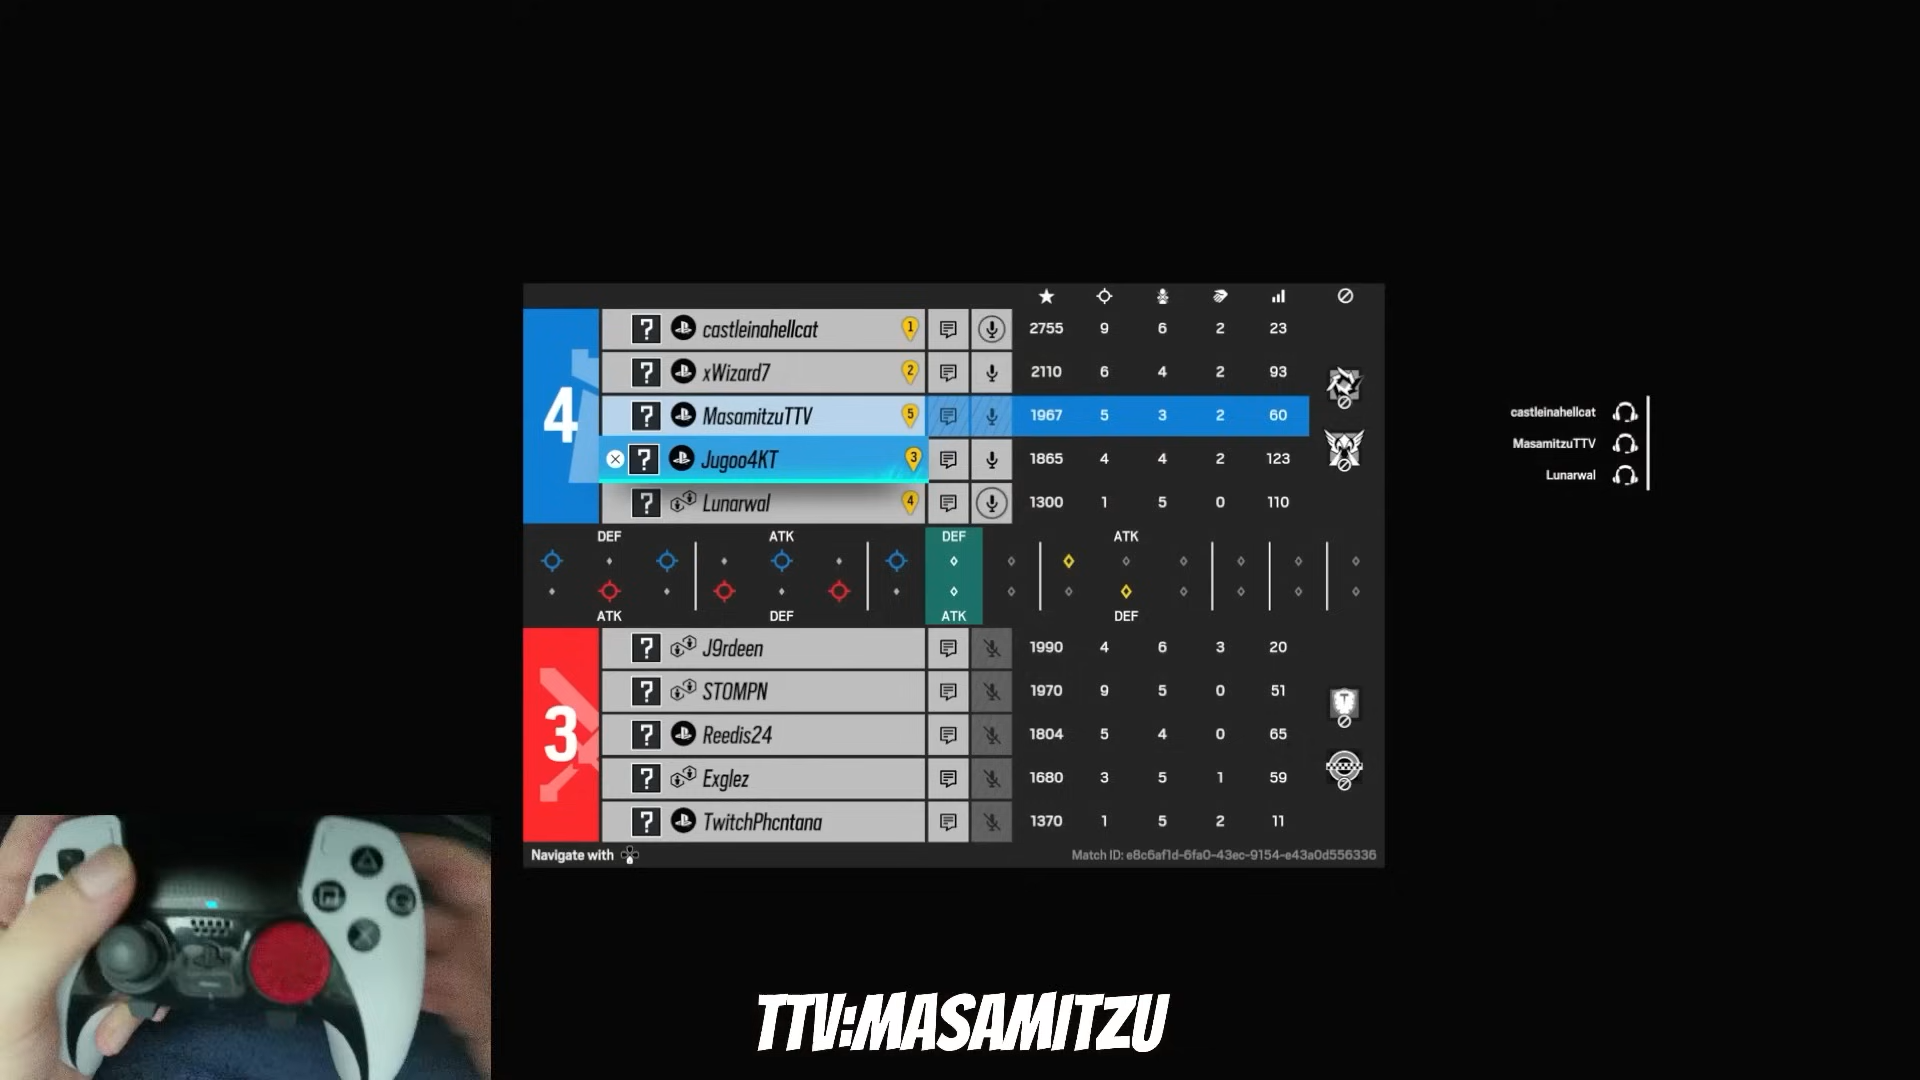 ? castleinahellcat 1 2755 9 6 2 23
? xWizard7 2 2110 6 4 2 93
4
? MasamitzuTTV 5 1967 5 3 2 60
? Jugoo4KT 3 1865 4 4 2 123
? Lunarwal 4 1300 1 5 0 110
castleinahellcat
MasamitzuTTV
Lunarwal
DEF ATK DEF ATK
ATK DEF ATK DEF
? J9rdeen 1990 4 6 3 20
? STOMPN 1970 9 5 0 51
3
? Reedis24 1804 5 4 0 65
? Exglez 1680 3 5 1 59
? TwitchPhcntana 1370 1 5 2 11
Navigate with Match ID: e8c6af1d-6fa0-43ec-9154-e43a0d556336
TTV:MASAMITZU